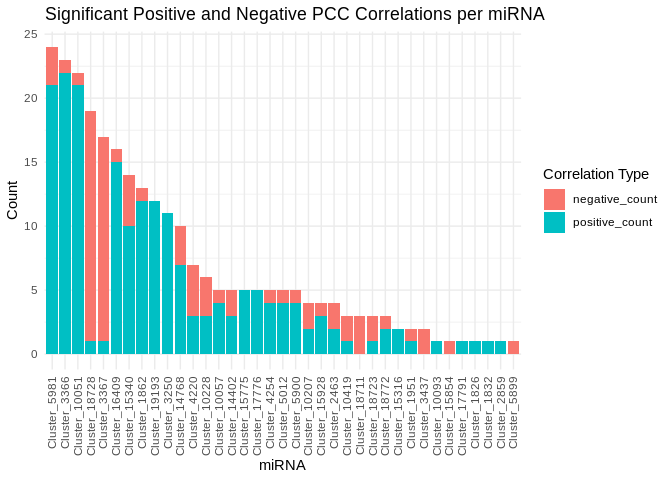 Significant Positive and Negative PCC Correlations per miRNA
25
20
15
10
5
0
Count
Cluster_5981
Cluster_3366
Cluster_10051
Cluster_18728
Cluster_3367
Cluster_16409
Cluster_15340
Cluster_1862
Cluster_19193
Cluster_3250
Cluster_14768
Cluster_4220
Cluster_10228
Cluster_10057
Cluster_14402
Cluster_15775
Cluster_17776
Cluster_4254
Cluster_5012
Cluster_5900
Cluster_10207
Cluster_15928
Cluster_2463
Cluster_10419
Cluster_18711
Cluster_18723
Cluster_18772
Cluster_15316
Cluster_1951
Cluster_3437
Cluster_10093
Cluster_15854
Cluster_17791
Cluster_1826
Cluster_1832
Cluster_2859
Cluster_5899
miRNA
Correlation Type
negative_count
positive_count